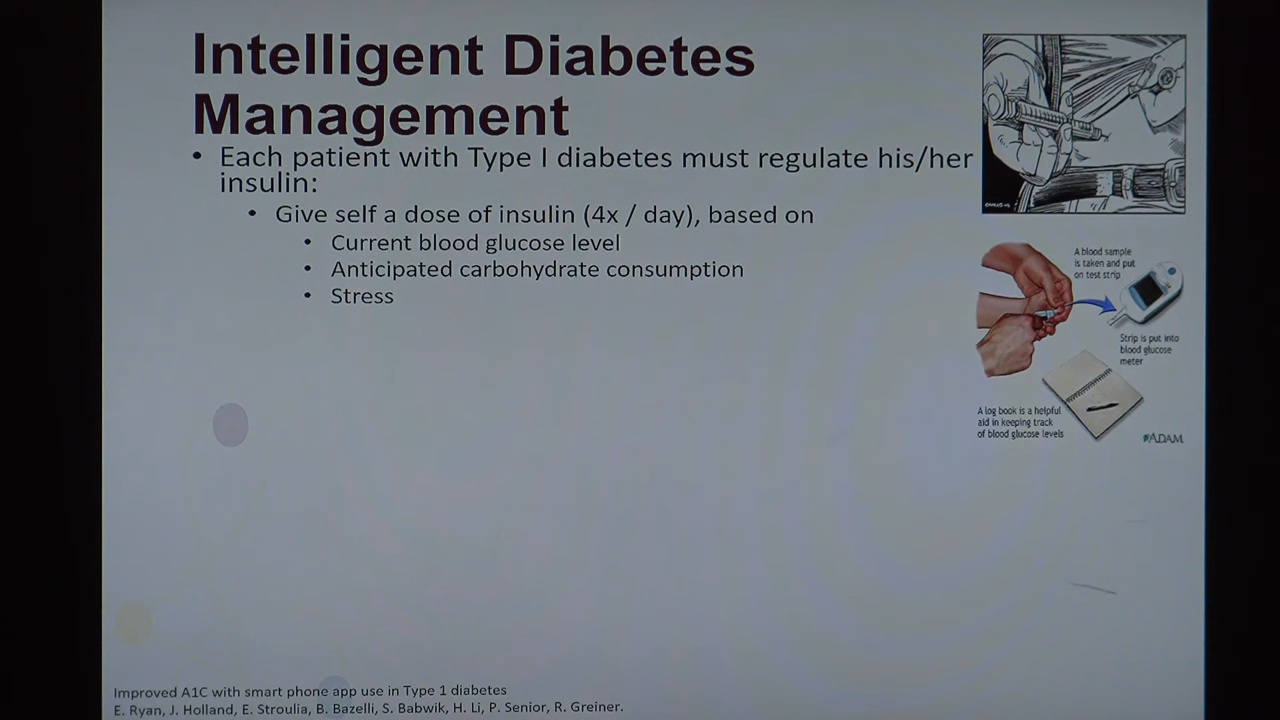 Intelligent Diabetes
Management
• Each patient with Type I diabetes must regulate his/her
insulin:
• Give self a dose of insulin (4x / day), based on
• Current blood glucose level
• Anticipated carbohydrate consumption
• Stress
A blood sample
is taken and put
on test strip
Strip is put into
blood glucose
meter
A log book is a helpful
aid in keeping track
of blood glucose levels
ADAM
Improved A1C with smart phone app use in Type 1 diabetes
E. Ryan, J. Holland, E. Stroulia, B. Bazelli, S. Babwik, H. Li, P. Senior, R. Greiner.